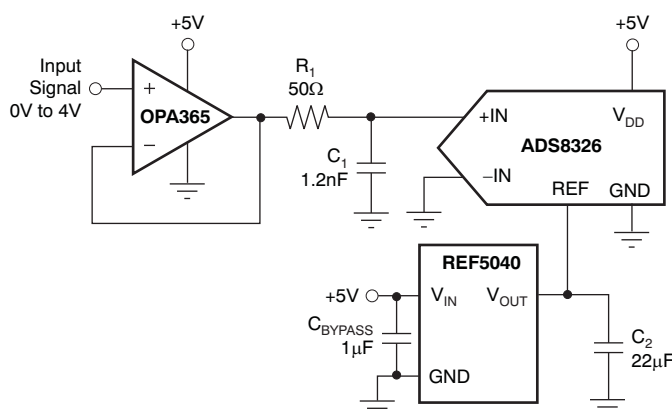 +5V
Input
Signal
0V to 4V
+
−
OPA365
R1
50Ω
C1
1.2nF
+5V
+IN
−IN
VDD
ADS8326
REF
GND
REF5040
+5V
VIN
VOUT
CBYPASS
1μF
GND
C2
22μF